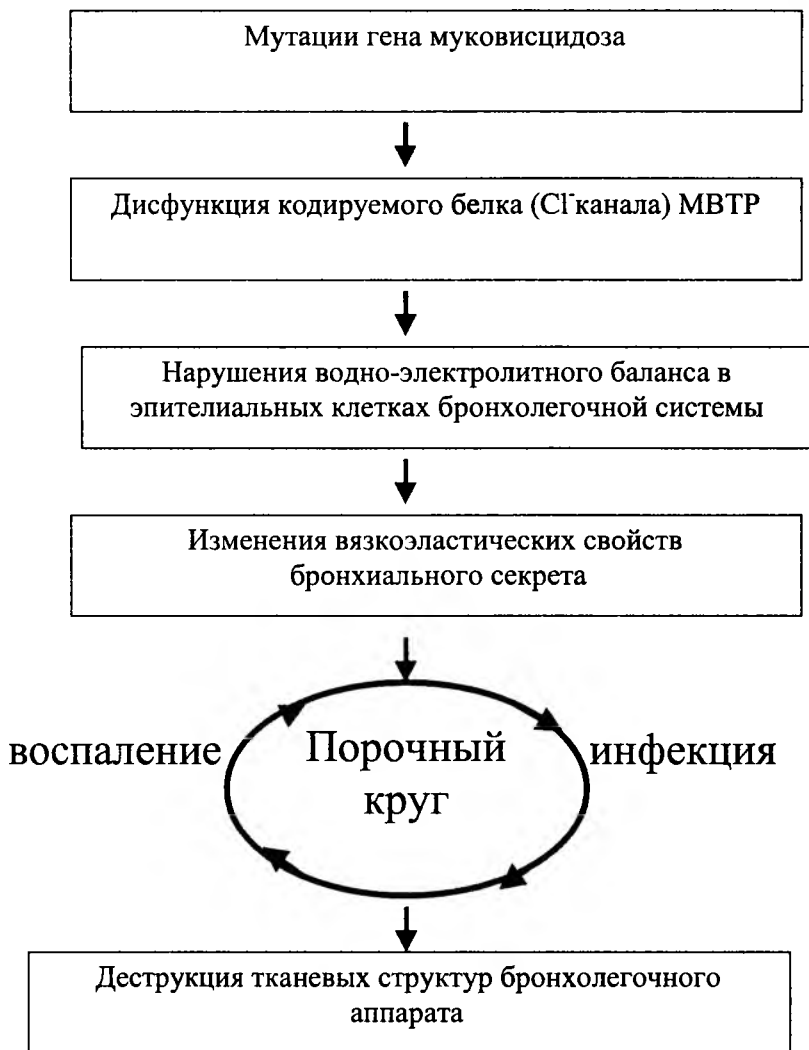 Мутации гена муковисцидоза
Дисфункция кодируемого белка (Cl⁻канала) МВТР
Нарушения водно-электролитного баланса в
эпителиальных клетках бронхолегочной системы
Изменения вязкоэластических свойств
бронхиального секрета
воспаление Порочный инфекция
круг
Деструкция тканевых структур бронхолегочного
аппарата